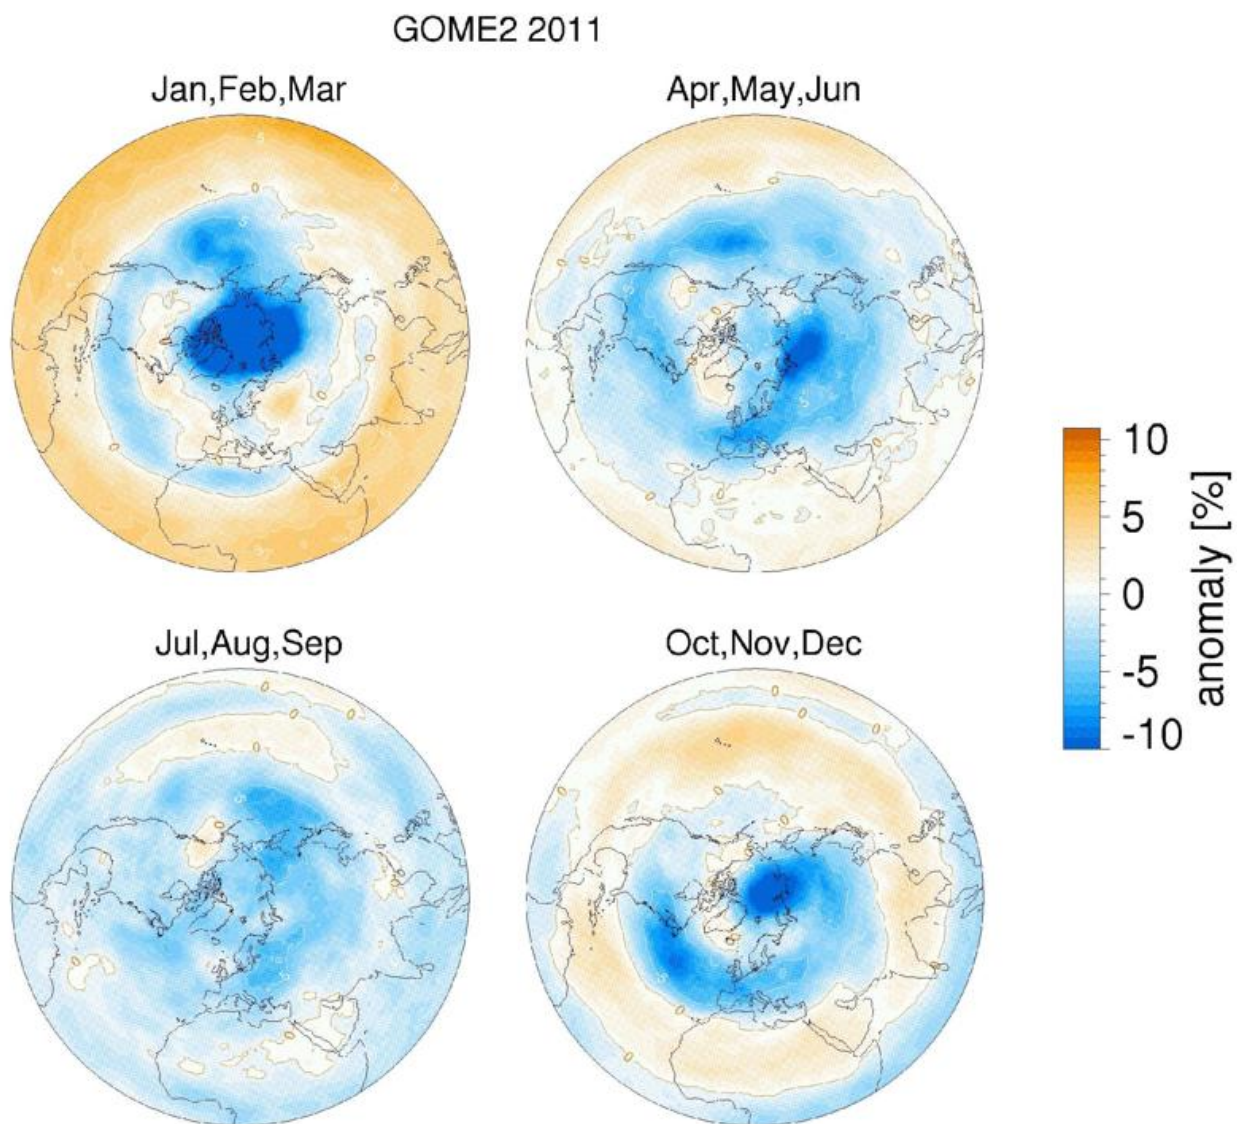 GOME2 2011
Jan,Feb,Mar
Apr,May,Jun
Jul,Aug,Sep
Oct,Nov,Dec
10
5
0
-5
-10
anomaly [%]